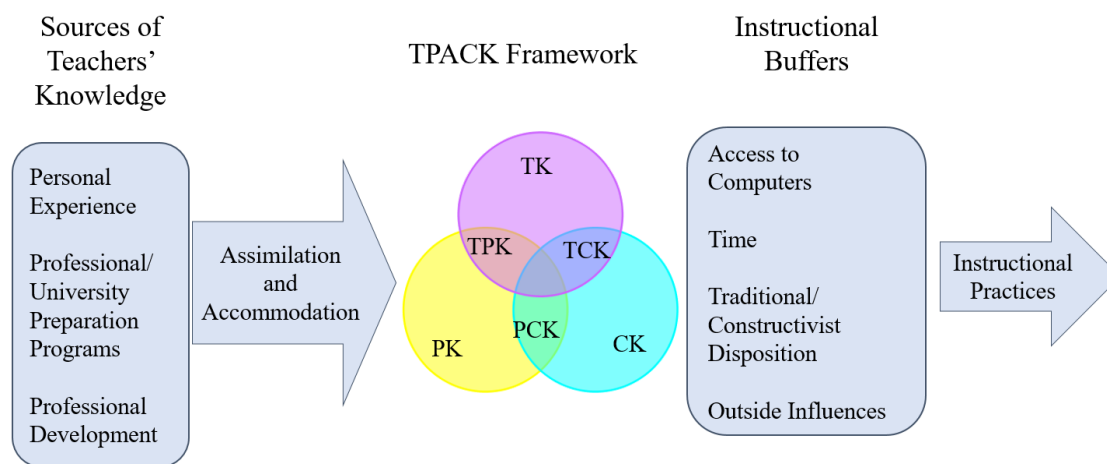 Sources of
Teachers’
Knowledge
Personal
Experience
Professional/
University
Preparation
Programs
Professional
Development
Assimilation
and
Accommodation
TPACK Framework
TK
TPK
TCK
PK
PCK
CK
Instructional
Buffers
Access to
Computers
Time
Traditional/
Constructivist
Disposition
Outside Influences
Instructional
Practices